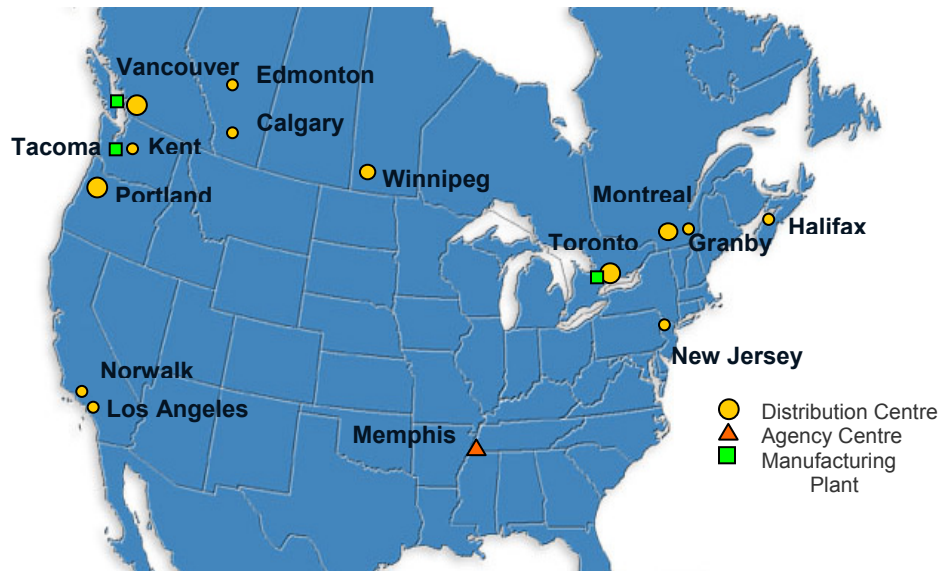 Vancouver
Edmonton
Calgary
Tacoma
Kent
Winnipeg
Portland
Montreal
Halifax
Toronto
Granby
New Jersey
Norwalk
Los Angeles
Memphis
Distribution Centre
Agency Centre
Manufacturing
Plant